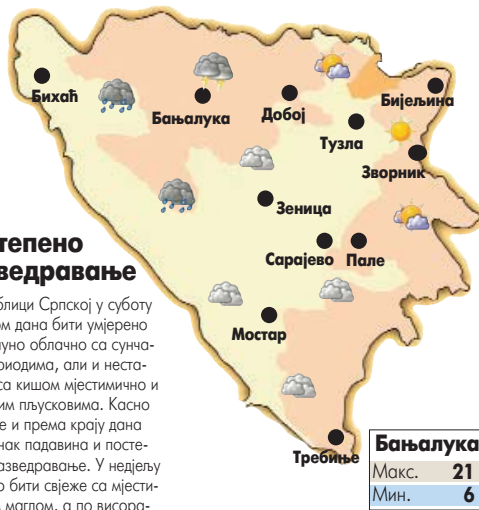 Бихаћ
Бањалука
Добој
Бијељина
Тузла
Зворник
Зеница
Сарајево Пале
Мостар
Требиње
тепено
ведравање
блици Српској у суботу
ом дана бити умјерено
уно облачно са сунча-
риодима, али и неста-
са кишом мјестимично и
им пљусковима. Касно
е и према крају дана
нак падавина и посте-
азведравање. У недјељу
о бити свјеже са мјести-
м маглом, а по висора-
Бањалука
Макс. 21
Мин. 6